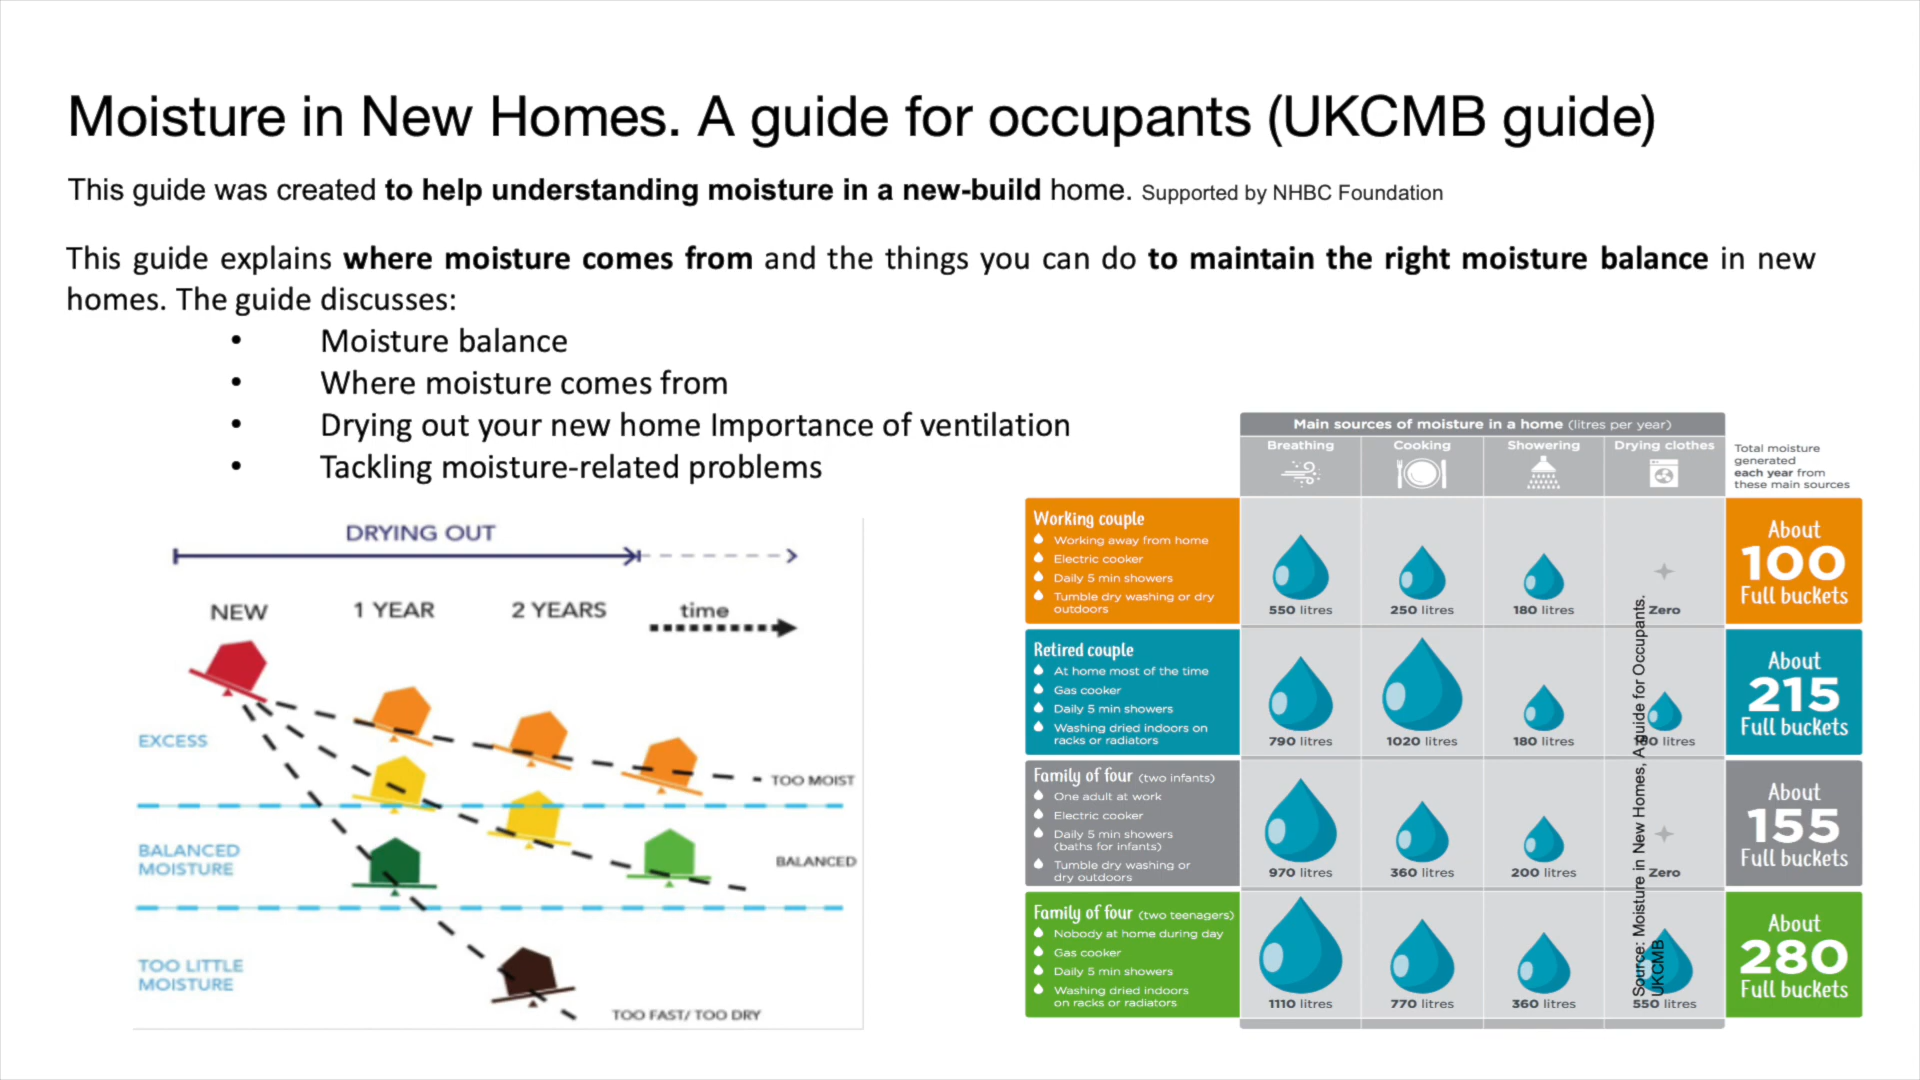 Moisture in New Homes. A guide for occupants (UKCMB guide)
This guide was created to help understanding moisture in a new-build home. Supported by NHBC Foundation
This guide explains where moisture comes from and the things you can do to maintain the right moisture balance in new
homes. The guide discusses:
• Moisture balance
• Where moisture comes from
• Drying out your new home Importance of ventilation
• Tackling moisture-related problems
DRYING OUT
NEW 1 YEAR 2 YEARS time
EXCESS
TOO MOIST
BALANCED
MOISTURE
BALANCED
TOO LITTLE
MOISTURE
TOO FAST/ TOO DRY
Main sources of moisture in a home (litres per year)
Breathing Cooking Showering Drying clothes
Total moisture
generated
each year from
these main sources
Working couple
Working away from home
Electric cooker
Daily 5 min showers
Tumble dry washing or dry
outdoors
550 litres 250 litres 180 litres Zero
About
100
Full buckets
Retired couple
At home most of the time
Gas cooker
Daily 5 min showers
Washing dried indoors on
racks or radiators
790 litres 1020 litres 180 litres litres
About
215
Full buckets
Family of four (two infants)
One adult at work
Electric cooker
Daily 5 min showers
(baths for infants)
Tumble dry washing or
dry outdoors
970 litres 360 litres 200 litres Zero
About
155
Full buckets
Family of four (two teenagers)
Nobody at home during day
Gas cooker
Daily 5 min showers
Washing dried indoors
on racks or radiators
1110 litres 770 litres 360 litres 550 litres
About
280
Full buckets
Source: Moisture in New Homes, A guide for Occupants.
UKCMB